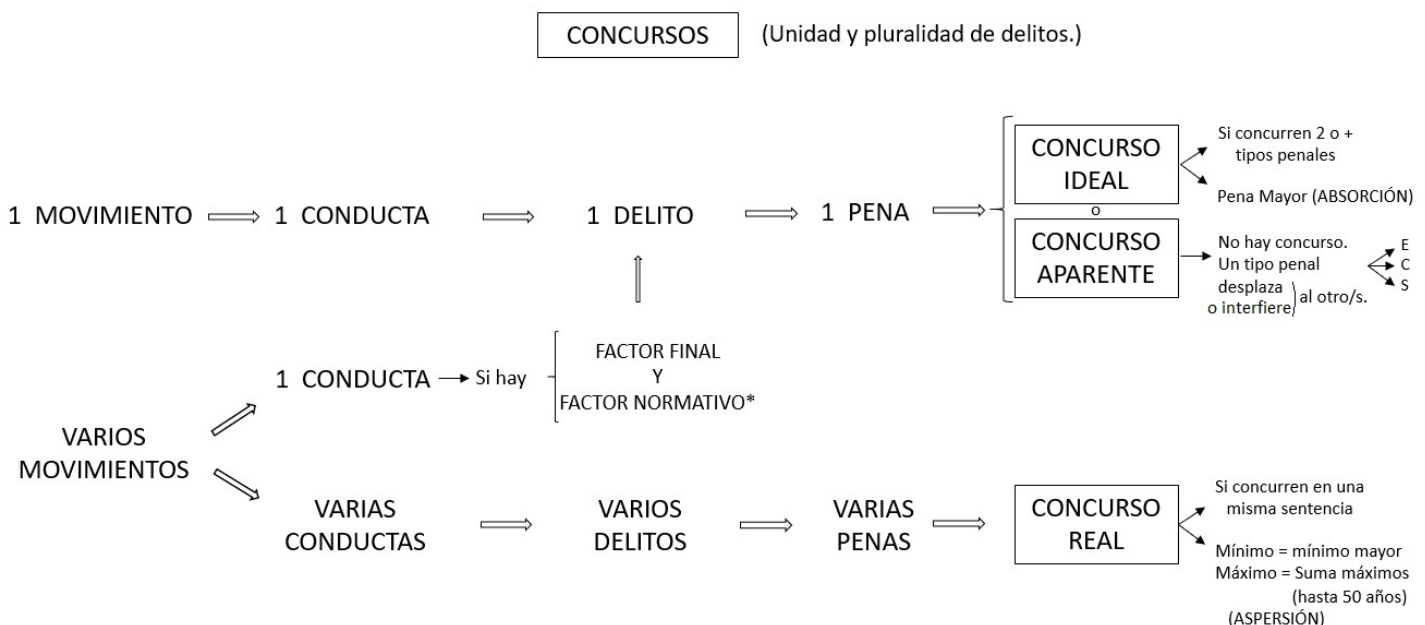 CONCURSOS (Unidad y pluralidad de delitos.)
1 MOVIMIENTO
1 CONDUCTA
1 DELITO
1 PENA
CONCURSO
IDEAL
Si concurren 2 o +
tipos penales
Pena Mayor (ABSORCIÓN)
o
CONCURSO
APARENTE
No hay concurso.
Un tipo penal
desplaza
o interfiere
al otro/s.
E
C
S
VARIOS
MOVIMIENTOS
1 CONDUCTA
Si hay
FACTOR FINAL
Y
FACTOR NORMATIVO*
VARIAS
CONDUCTAS
VARIOS
DELITOS
VARIAS
PENAS
CONCURSO
REAL
Si concurren en una
misma sentencia
Mínimo = mínimo mayor
Máximo = Suma máximos
(hasta 50 años)
(ASPERSIÓN)